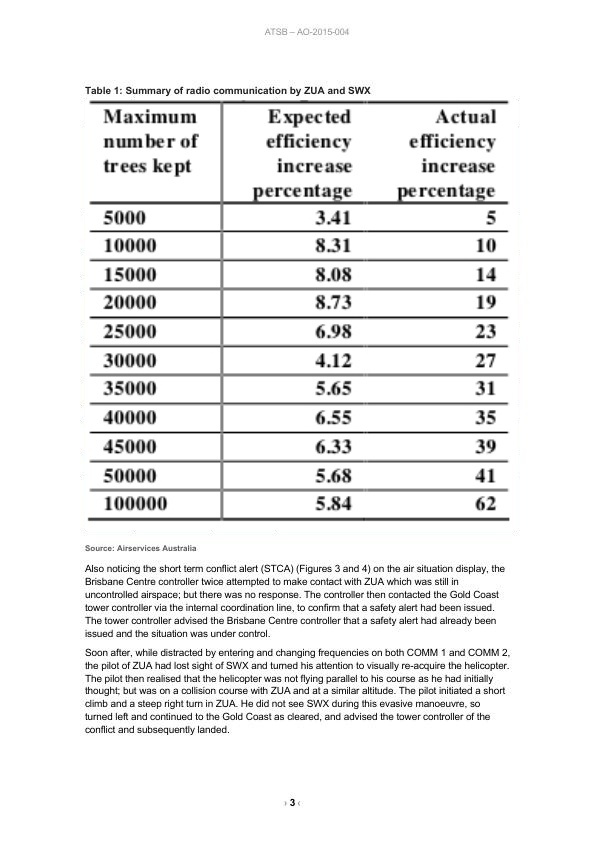 ATSB – AO-2015-004
Table 1: Summary of radio communication by ZUA and SWX
Maximum number of trees kept Expected efficiency increase percentage Actual efficiency increase percentage
5000 3.41 5
10000 8.31 10
15000 8.08 14
20000 8.73 19
25000 6.98 23
30000 4.12 27
35000 5.65 31
40000 6.55 35
45000 6.33 39
50000 5.68 41
100000 5.84 62
Source: Airservices Australia
Also noticing the short term conflict alert (STCA) (Figures 3 and 4) on the air situation display, the
Brisbane Centre controller twice attempted to make contact with ZUA which was still in
uncontrolled airspace; but there was no response. The controller then contacted the Gold Coast
tower controller via the internal coordination line, to confirm that a safety alert had been issued.
The tower controller advised the Brisbane Centre controller that a safety alert had already been
issued and the situation was under control.
Soon after, while distracted by entering and changing frequencies on both COMM 1 and COMM 2,
the pilot of ZUA had lost sight of SWX and turned his attention to visually re-acquire the helicopter.
The pilot then realised that the helicopter was not flying parallel to his course as he had initially
thought; but was on a collision course with ZUA and at a similar altitude. The pilot initiated a short
climb and a steep right turn in ZUA. He did not see SWX during this evasive manoeuvre, so
turned left and continued to the Gold Coast as cleared, and advised the tower controller of the
conflict and subsequently landed.
› 3 ‹